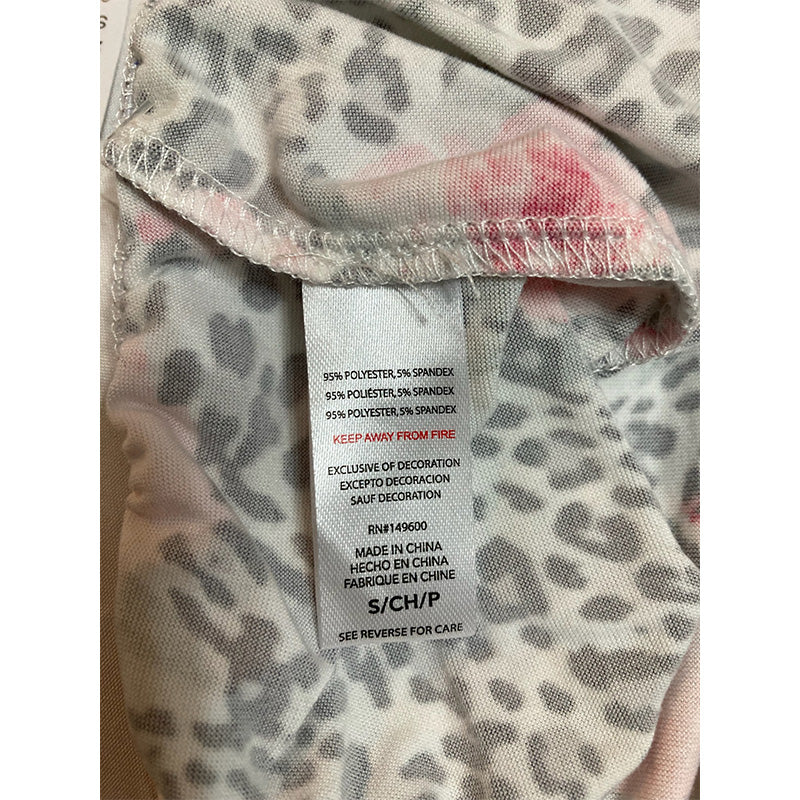 95% POLYESTER, 5% SPANDEX
95% POLIÉSTER, 5% SPANDEX
95% POLYESTER, 5% SPANDEX
KEEP AWAY FROM FIRE
EXCLUSIVE OF DECORATION
EXCEPTO DECORACION
SAUF DECORATION
RN#149600
MADE IN CHINA
HECHO EN CHINA
FABRIQUE EN CHINE
S/CH/P
SEE REVERSE FOR CARE